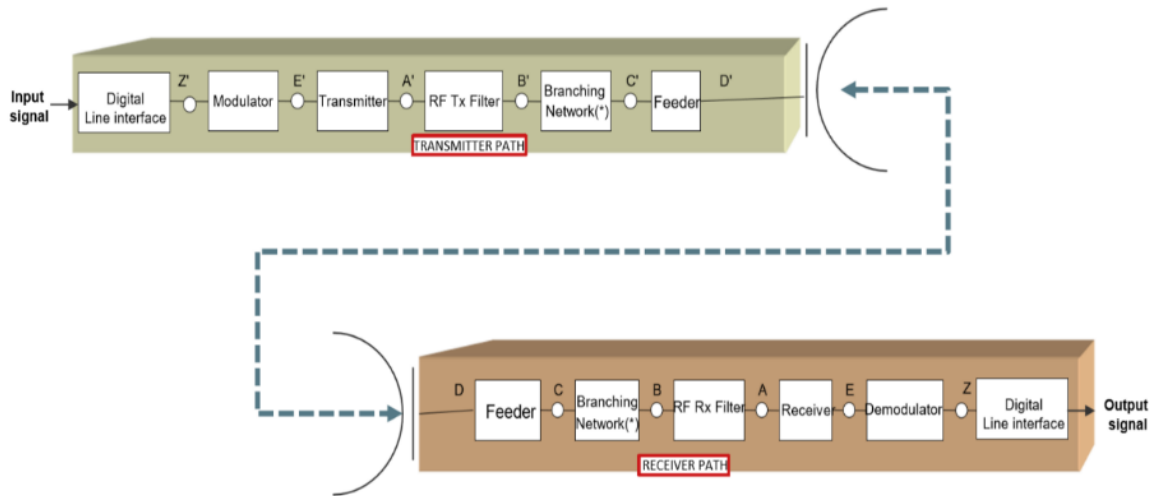 Input
signal
Digital
Line interface
Z'
Modulator
E'
Transmitter
A'
RF Tx Filter
B'
Branching
Network(*)
C'
Feeder
D'
TRANSMITTER PATH
D
Feeder
C
Branching
Network(*)
B
RF Rx Filter
A
Receiver
E
Demodulator
Z
Digital
Line interface
Output
signal
RECEIVER PATH